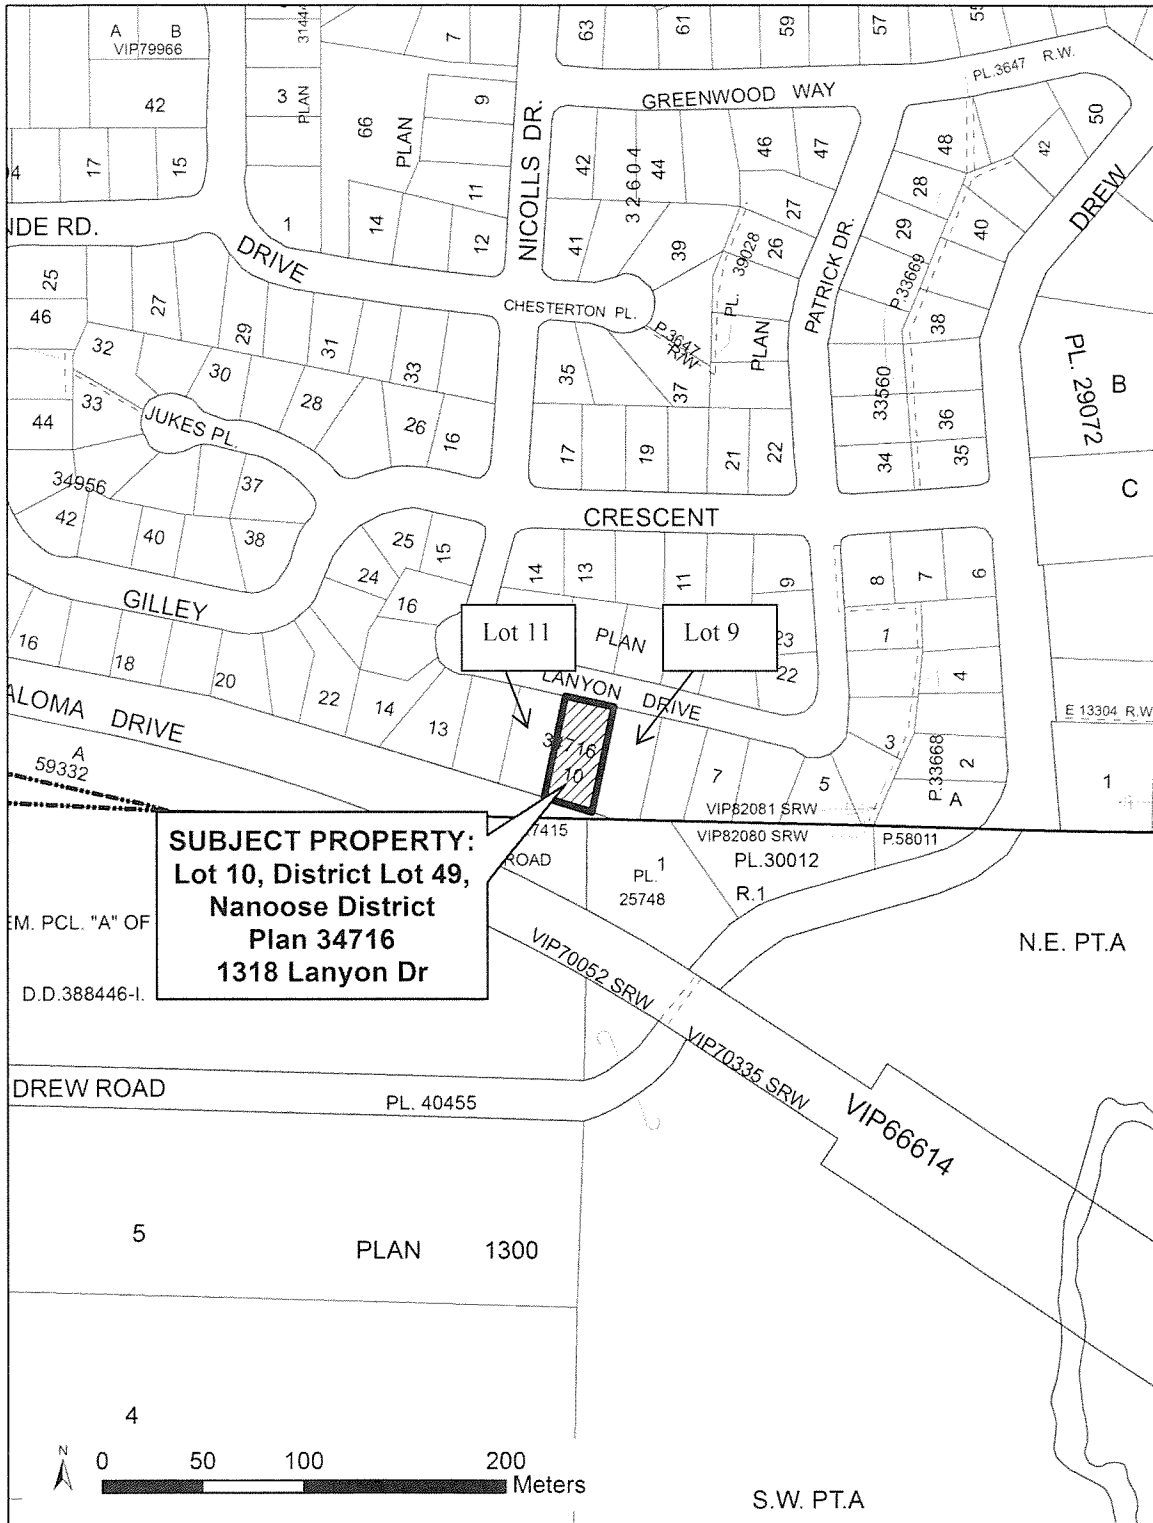 A B
VIP79966
42
3
PLAN
7
63
61
59
57
GREENWOOD WAY
PL.3647 R.W.
17
15
66
PLAN
9
NICOLLS DR.
42
32604
44
46
47
48
42
50
DREW
NDE RD.
1
DRIVE
14
11
12
41
39
PL. 39028
27
26
PATRICK DR.
28
29
40
P.33669
25
46
27
29
31
33
CHESTERTON PL.
P.3647
R/W
PLAN
38
PL. 29072
B
32
30
28
26
16
35
37
33560
36
44
33
JUKES PL.
17
19
21
22
34
35
C
34956
42
40
37
38
CRESCENT
25
15
24
16
14
13
11
9
8
7
6
GILLEY
Lot 11
PLAN
Lot 9
23
22
1
16
18
20
22
14
13
LANYON DRIVE
4
E 13304 R.W
ALOMA DRIVE
A
59332
34716
10
7
5
3
P.33668
2
A
1
VIP82081 SRW
VIP82080 SRW
P.58011
SUBJECT PROPERTY:
Lot 10, District Lot 49,
Nanoose District
Plan 34716
1318 Lanyon Dr
7415
ROAD
PL. 1
25748
PL.30012
R.1
EM. PCL. "A" OF
D.D.388446-I.
N.E. PT.A
VIP70052 SRW
VIP70335 SRW
VIP66614
DREW ROAD
PL. 40455
5
PLAN 1300
4
N
0 50 100 200
Meters
S.W. PT.A